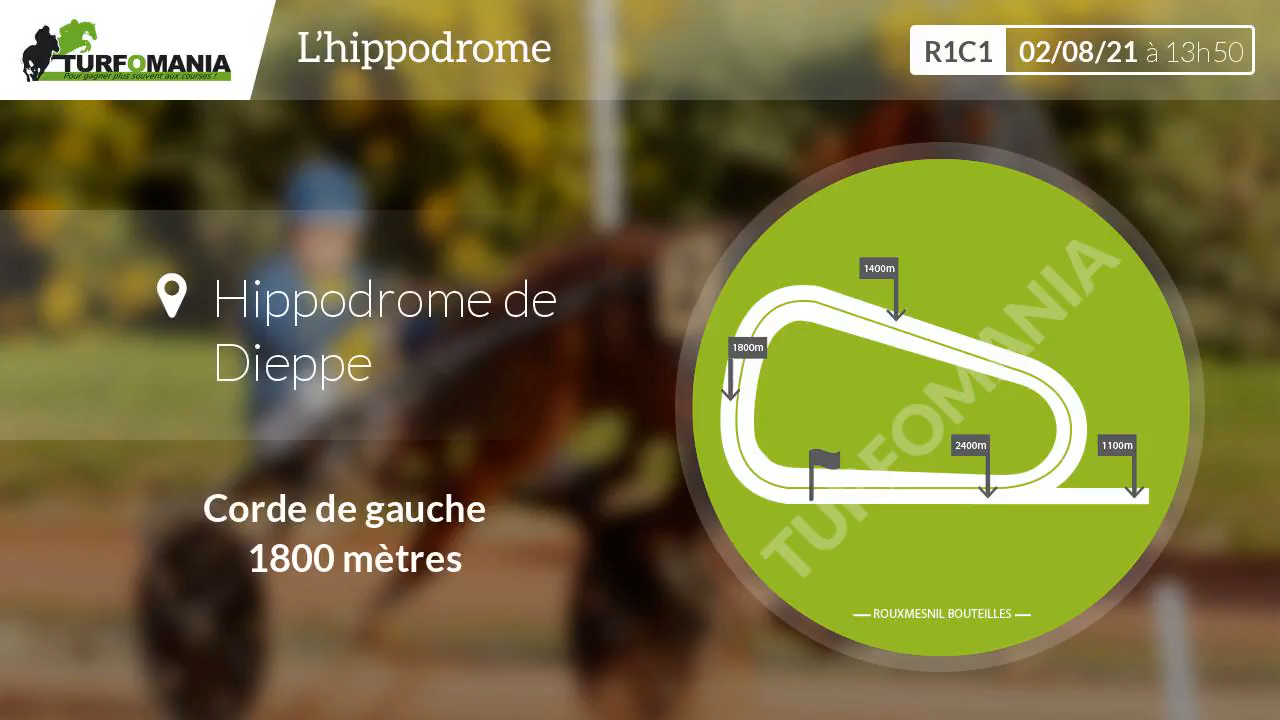 TURFOMANIA
Pour gagner plus souvent aux courses !
L'hippodrome
R1C1 02/08/21 à 13h50
Hippodrome de
Dieppe
Corde de gauche
1800 mètres
1400m
1800m
2400m
1100m
TURFOMANIA
ROUXMESNIL BOUTEILLES